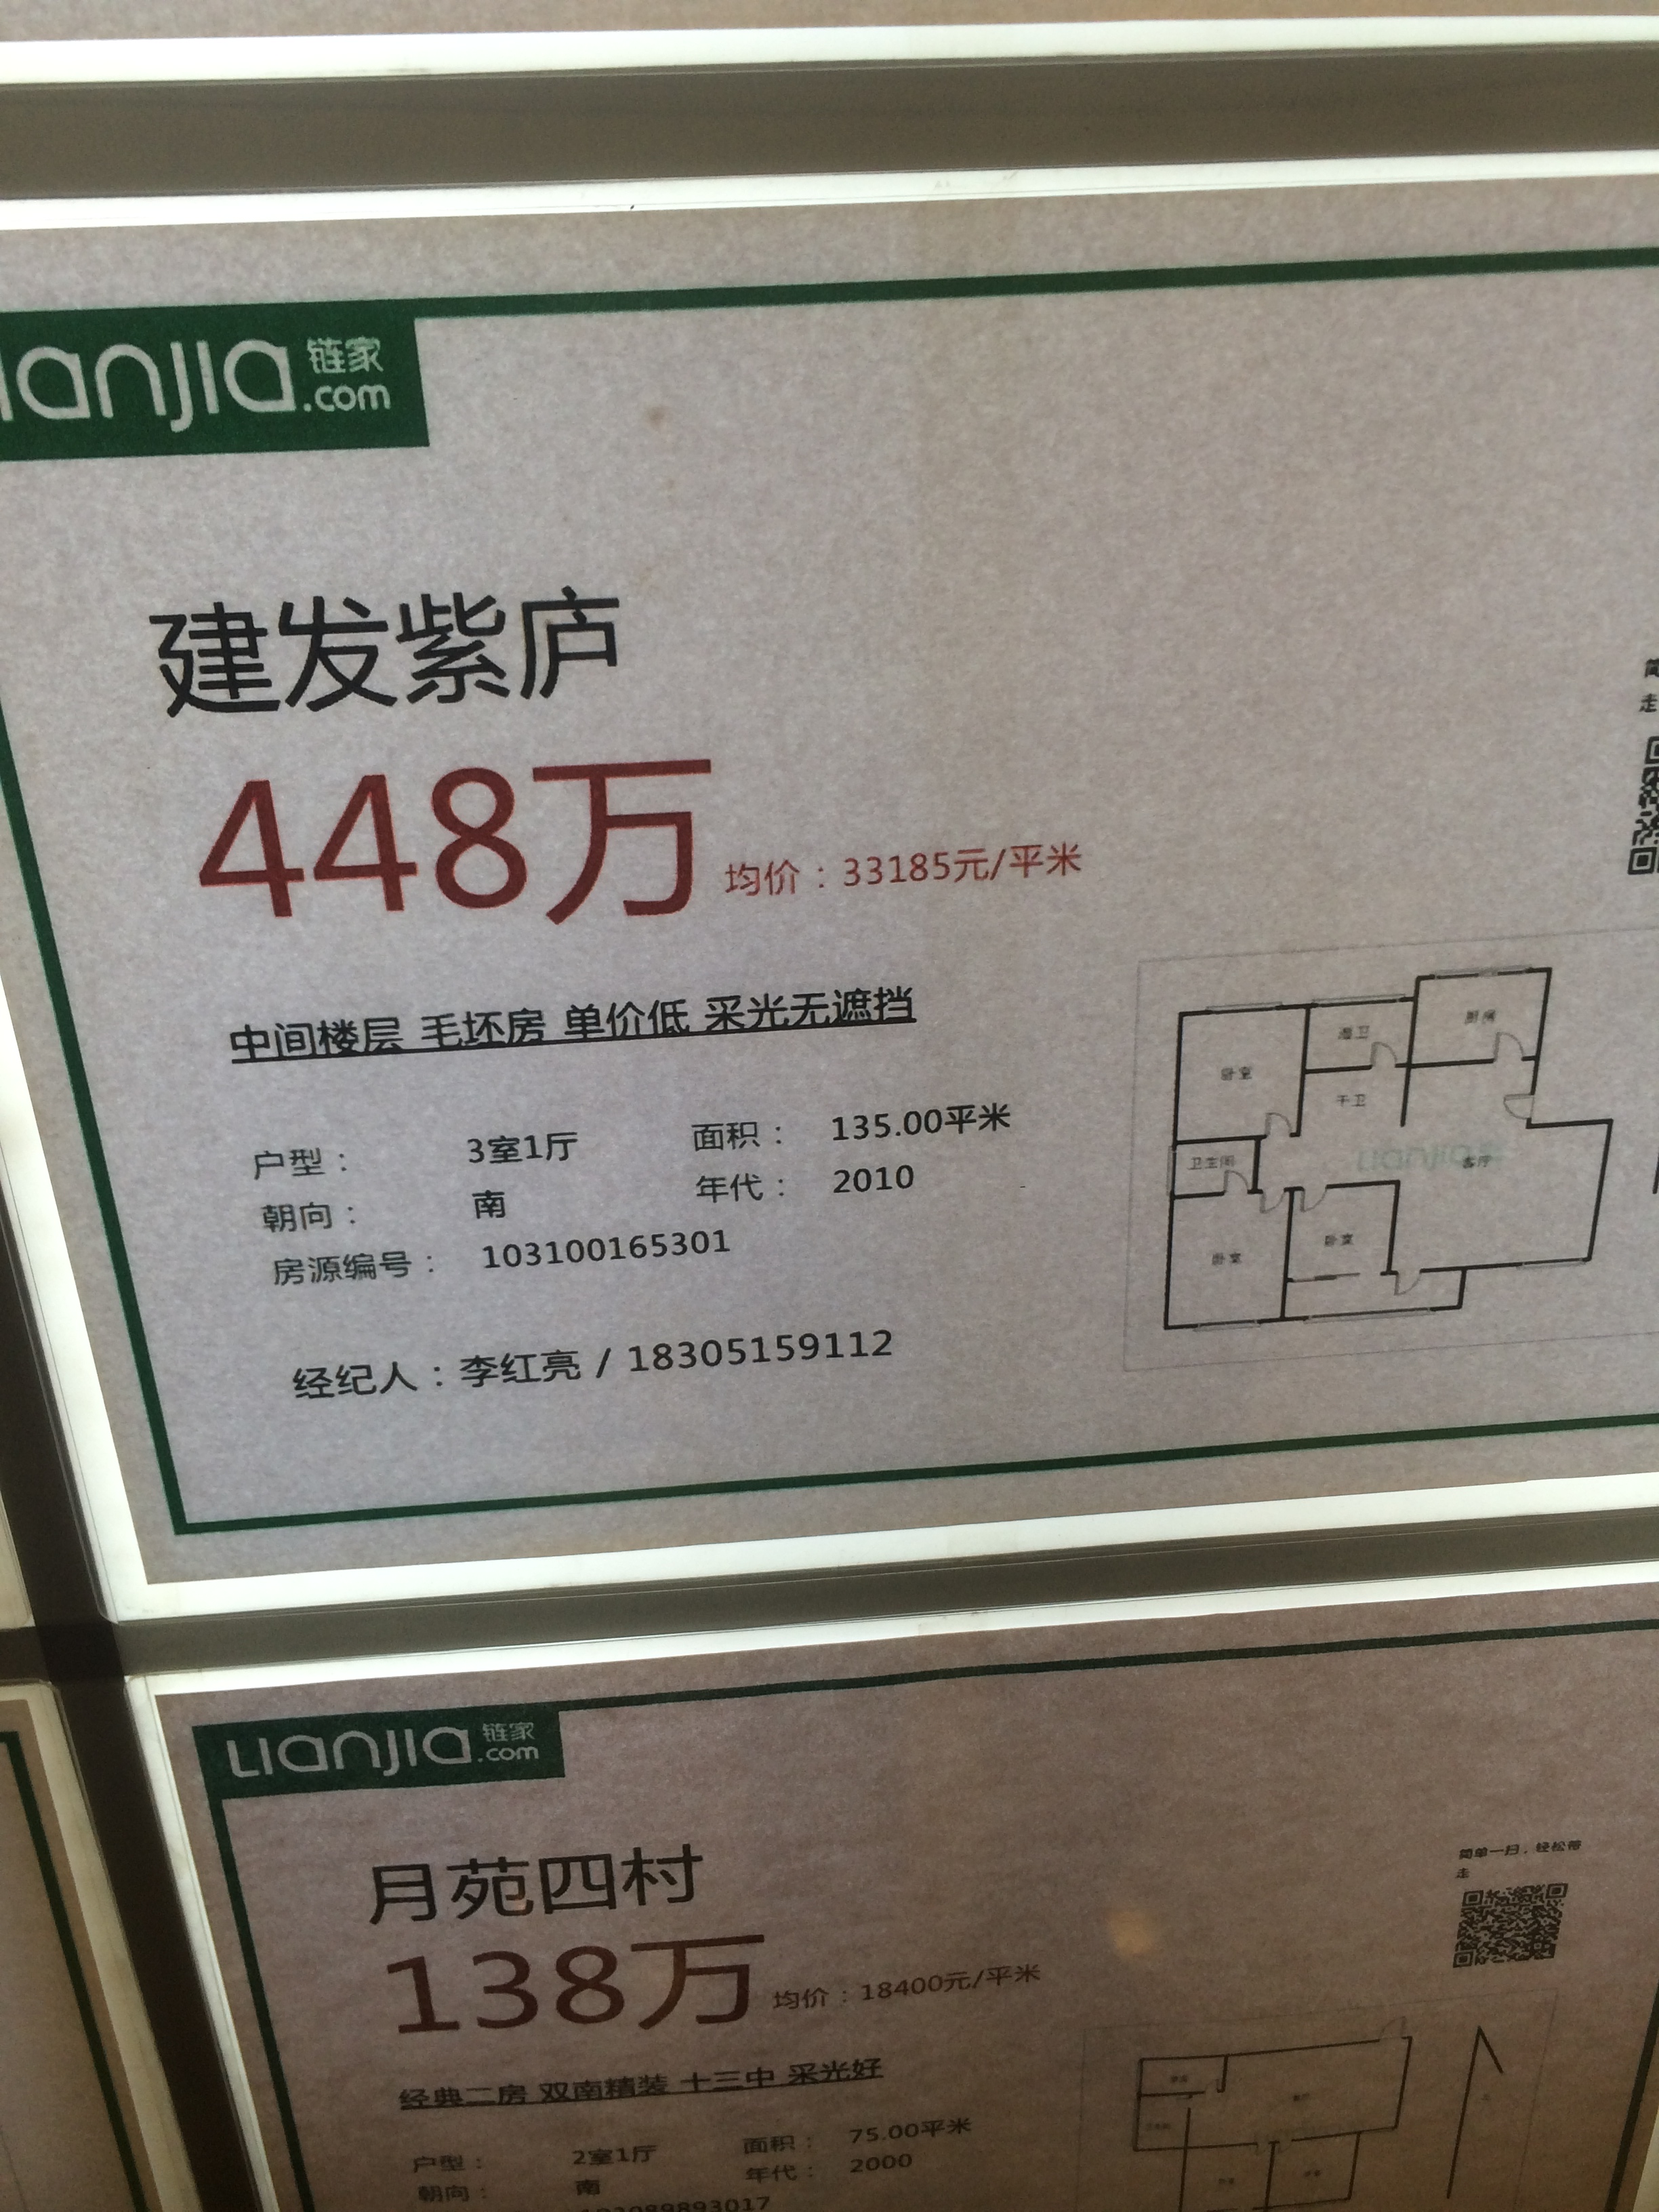 lianjia 链家
.com
建发紫庐
448万 均价：33185元/平米
中间楼层 毛坯房 单价低 采光无遮挡
户型： 3室1厅 面积： 135.00平米
朝向： 南 年代： 2010
房源编号： 103100165301
经纪人：李红亮 / 18305159112
卧室 湿卫 厨房
干卫
卫生间 客厅
卧室 卧室
简
走
Lianjia 链家
.com
月苑四村
138万 均价：18400元/平米
简单一扫，轻松带
走
经典二房 双南精装 十三中 采光好
户型： 2室1厅 面积： 75.00平米
朝向： 南 年代： 2000
103089893017